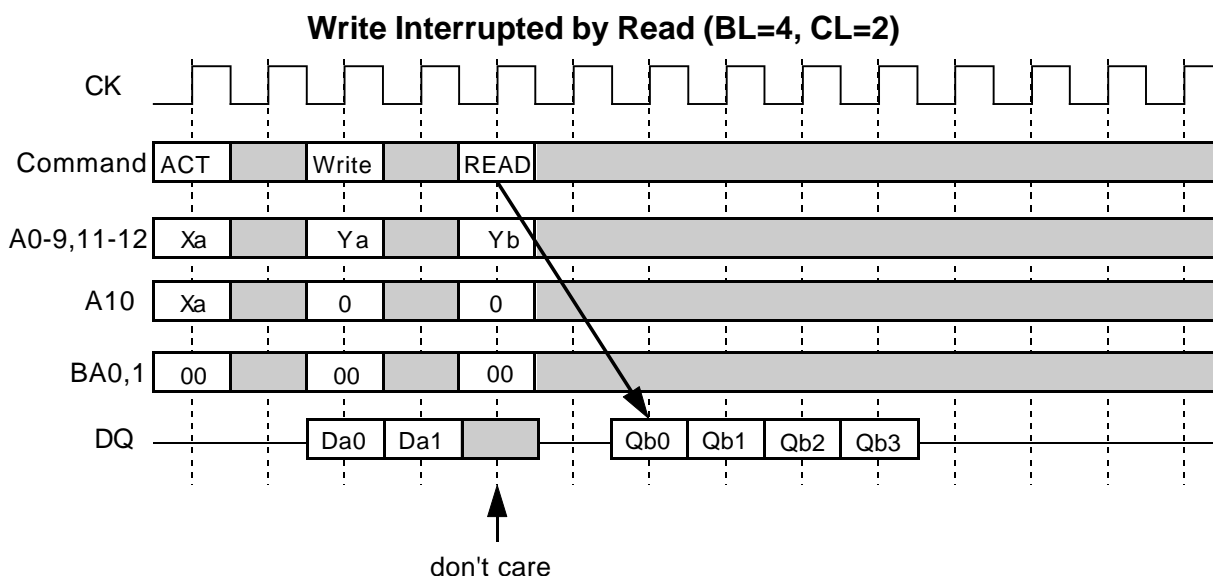 Write Interrupted by Read (BL=4, CL=2)
CK
Command ACT Write READ
A0-9,11-12 Xa Ya Yb
A10 Xa 0 0
BA0,1 00 00 00
DQ Da0 Da1 Qb0 Qb1 Qb2 Qb3
don't care